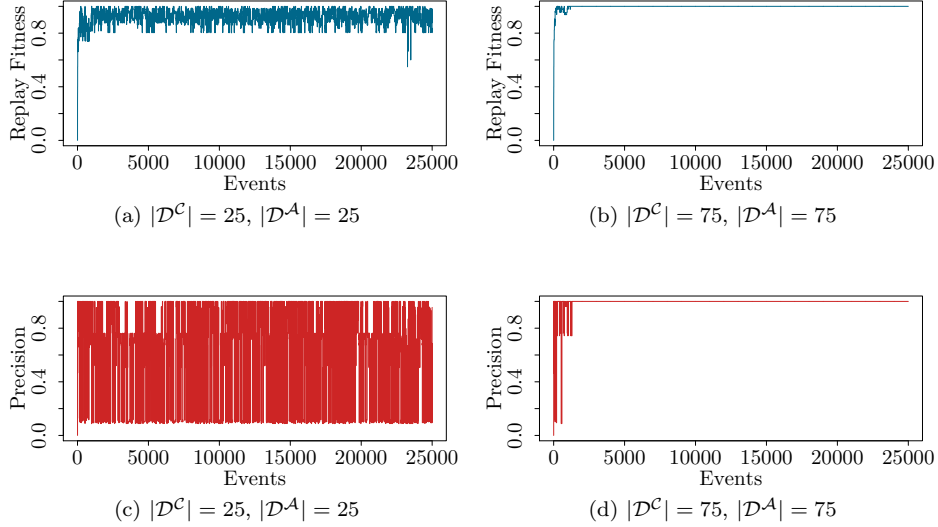 Replay Fitness
0.0 0.4 0.8
0 5000 10000 15000 20000 25000
Events
(a) |𝒟^𝒞| = 25, |𝒟^𝒜| = 25
Replay Fitness
0.0 0.4 0.8
0 5000 10000 15000 20000 25000
Events
(b) |𝒟^𝒞| = 75, |𝒟^𝒜| = 75
Precision
0.0 0.4 0.8
0 5000 10000 15000 20000 25000
Events
(c) |𝒟^𝒞| = 25, |𝒟^𝒜| = 25
Precision
0.0 0.4 0.8
0 5000 10000 15000 20000 25000
Events
(d) |𝒟^𝒞| = 75, |𝒟^𝒜| = 75